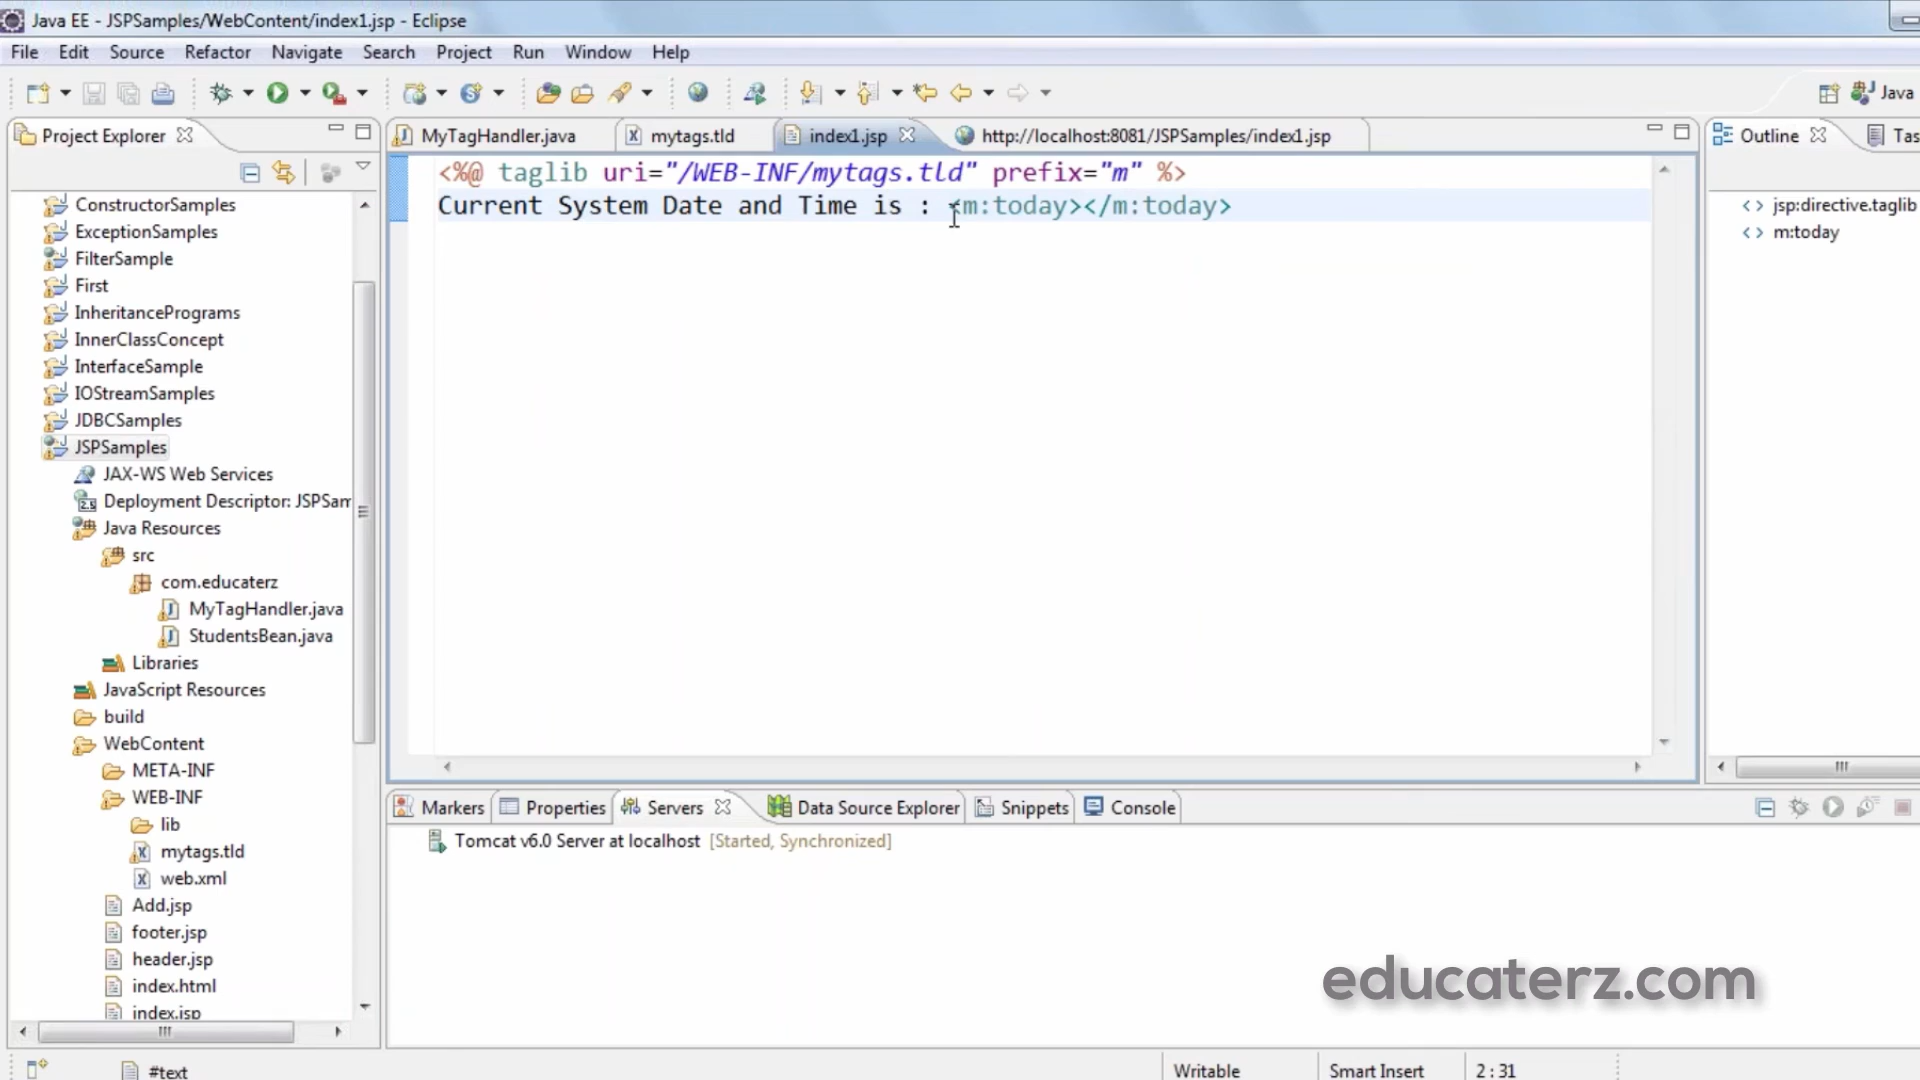 Java EE - JSPSamples/WebContent/index1.jsp - Eclipse
File Edit Source Refactor Navigate Search Project Run Window Help
Java
Project Explorer
MyTagHandler.java
mytags.tld
index1.jsp
http://localhost:8081/JSPSamples/index1.jsp
Outline
Tas
<%@ taglib uri="/WEB-INF/mytags.tld" prefix="m" %>
Current System Date and Time is : <m:today></m:today>
jsp:directive.taglib
m:today
ConstructorSamples
ExceptionSamples
FilterSample
First
InheritancePrograms
InnerClassConcept
InterfaceSample
IOStreamSamples
JDBCSamples
JSPSamples
JAX-WS Web Services
Deployment Descriptor: JSPSam
Java Resources
src
com.educaterz
MyTagHandler.java
StudentsBean.java
Libraries
JavaScript Resources
build
WebContent
META-INF
WEB-INF
lib
mytags.tld
web.xml
Add.jsp
footer.jsp
header.jsp
index.html
index.jsp
Markers
Properties
Servers
Data Source Explorer
Snippets
Console
Tomcat v6.0 Server at localhost [Started, Synchronized]
educaterz.com
#text
Writable
Smart Insert
2 : 31